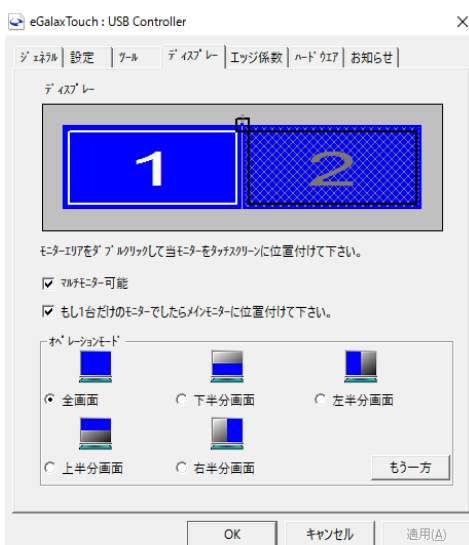 eGalaxTouch : USB Controller
ｼﾞｪﾈﾗﾙ 設定 ﾂｰﾙ ﾃﾞｨｽﾌﾟﾚｰ エッジ係数 ﾊｰﾄﾞｳｴｱ お知らせ
ﾃﾞｨｽﾌﾟﾚｰ
1 2
ﾓﾆﾀｰｴﾘｱをﾀﾞﾌﾞﾙｸﾘｯｸして当ﾓﾆﾀｰをﾀｯﾁｽｸﾘｰﾝに位置付けて下さい。
ﾏﾙﾁﾓﾆﾀｰ可能
もし1台だけのﾓﾆﾀｰでしたらﾒｲﾝﾓﾆﾀｰに位置付けて下さい。
ｵﾍﾟﾚｰｼｮﾝﾓｰﾄﾞ
全画面 下半分画面 左半分画面
上半分画面 右半分画面 もう一方
OK キャンセル 適用(A)